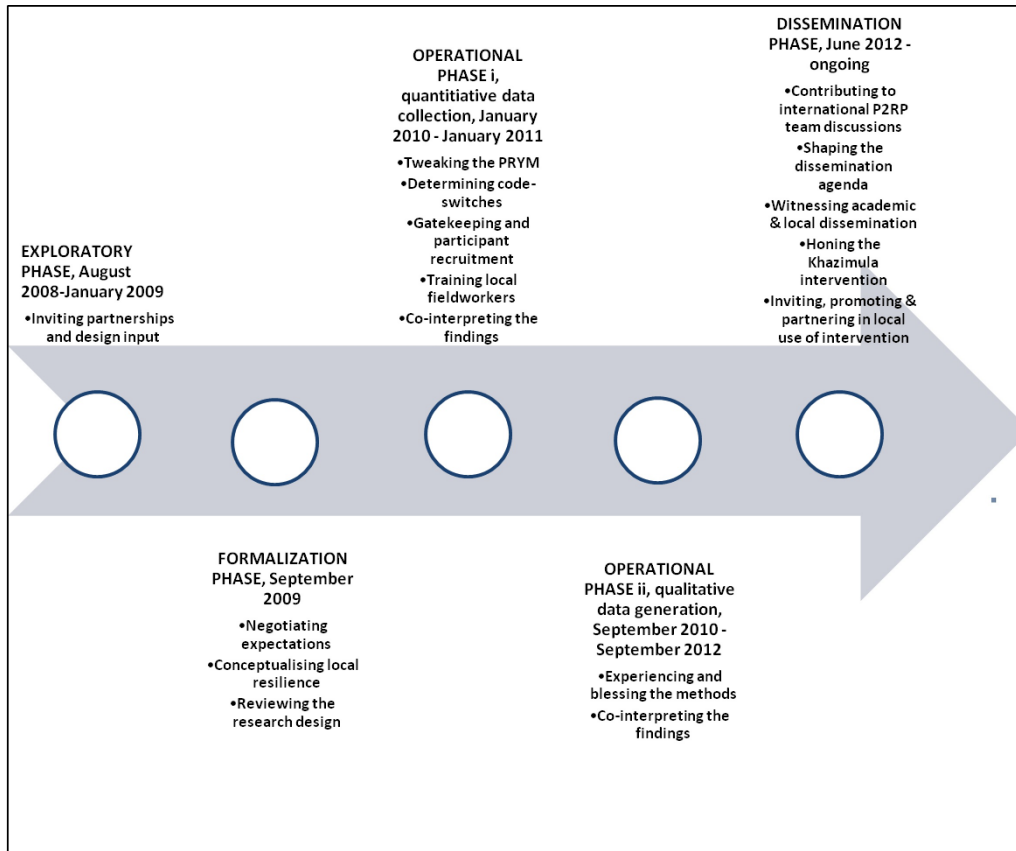 EXPLORATORY
PHASE, August
2008-January 2009
•Inviting partnerships
and design input
FORMALIZATION
PHASE, September
2009
•Negotiating
expectations
•Conceptualising local
resilience
•Reviewing the
research design
OPERATIONAL
PHASE i,
quantitiative data
collection, January
2010 - January 2011
•Tweaking the PRYM
•Determining code-
switches
•Gatekeeping and
participant
recruitment
•Training local
fieldworkers
•Co-interpreting the
findings
OPERATIONAL
PHASE ii, qualitative
data generation,
September 2010 -
September 2012
•Experiencing and
blessing the methods
•Co-interpreting the
findings
DISSEMINATION
PHASE, June 2012 -
ongoing
•Contributing to
international P2RP
team discussions
•Shaping the
dissemination
agenda
•Witnessing academic
& local dissemination
•Honing the
Khazimula
intervention
•Inviting, promoting &
partnering in local
use of intervention